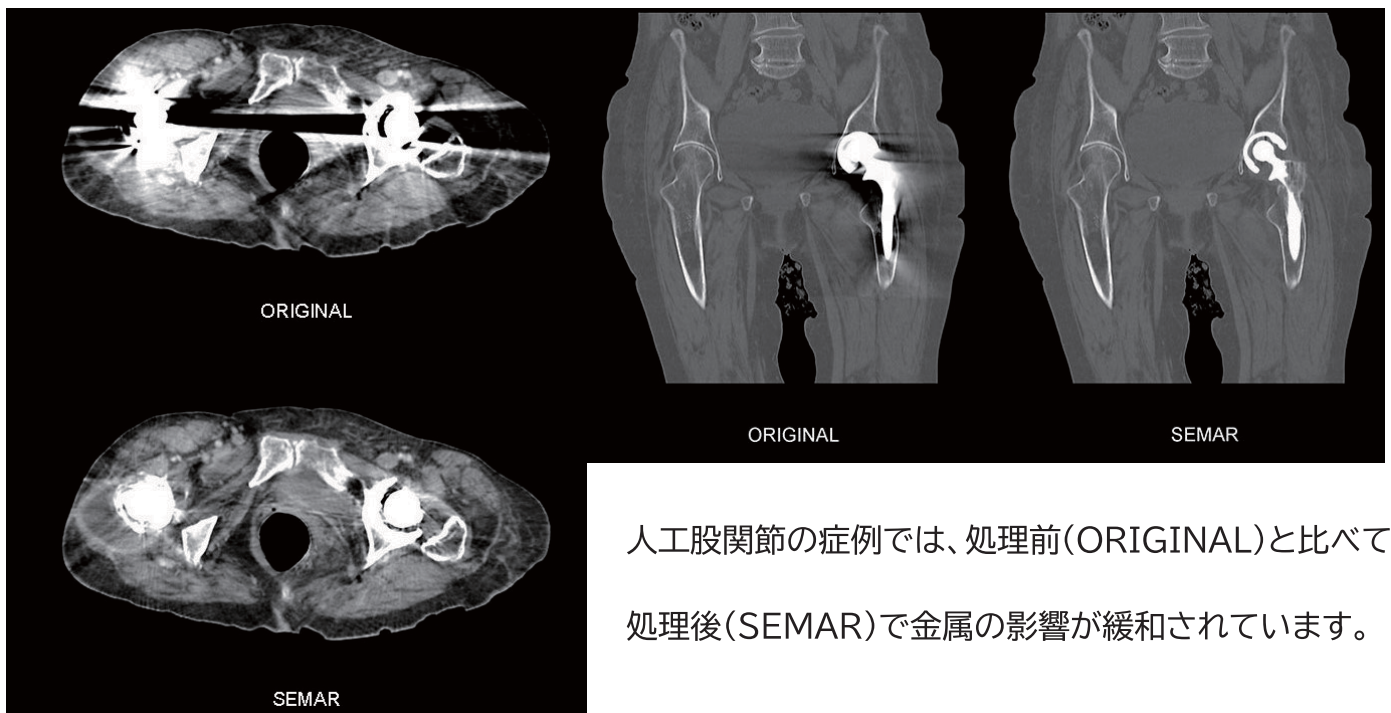 ORIGINAL
SEMAR
ORIGINAL
SEMAR
人工股関節の症例では、処理前(ORIGINAL)と比べて
処理後(SEMAR)で金属の影響が緩和されています。